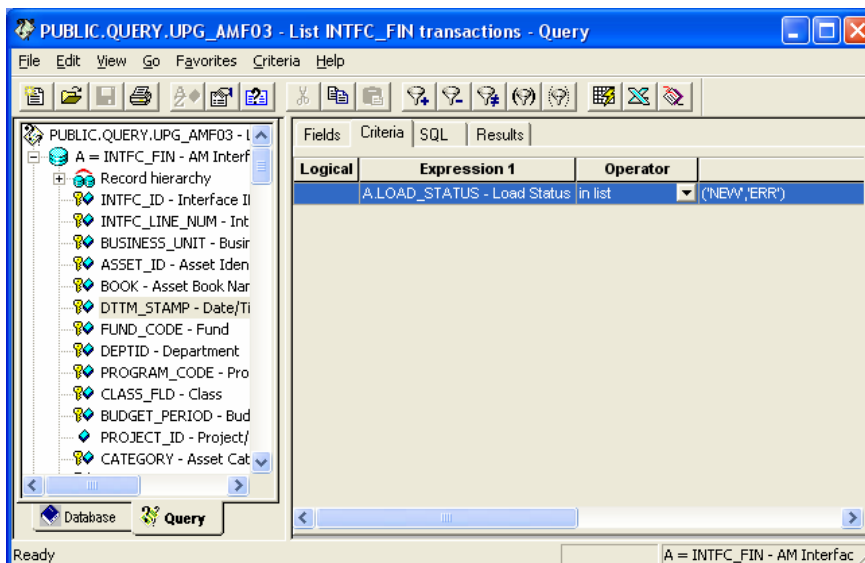 PUBLIC.QUERY.UPG_AMF03 - List INTFC_FIN transactions - Query
File Edit View Go Favorites Criteria Help
PUBLIC.QUERY.UPG_AMF03 - L
A = INTFC_FIN - AM Interf
Record hierarchy
INTFC_ID - Interface I
INTFC_LINE_NUM - Int
BUSINESS_UNIT - Busir
ASSET_ID - Asset Iden
BOOK - Asset Book Nar
DTTM_STAMP - Date/Ti
FUND_CODE - Fund
DEPTID - Department
PROGRAM_CODE - Pro
CLASS_FLD - Class
BUDGET_PERIOD - Bud
PROJECT_ID - Project/
CATEGORY - Asset Cat
Database Query
Fields Criteria SQL Results
Logical Expression 1 Operator
A.LOAD_STATUS - Load Status in list ('NEW','ERR')
Ready A = INTFC_FIN - AM Interfac